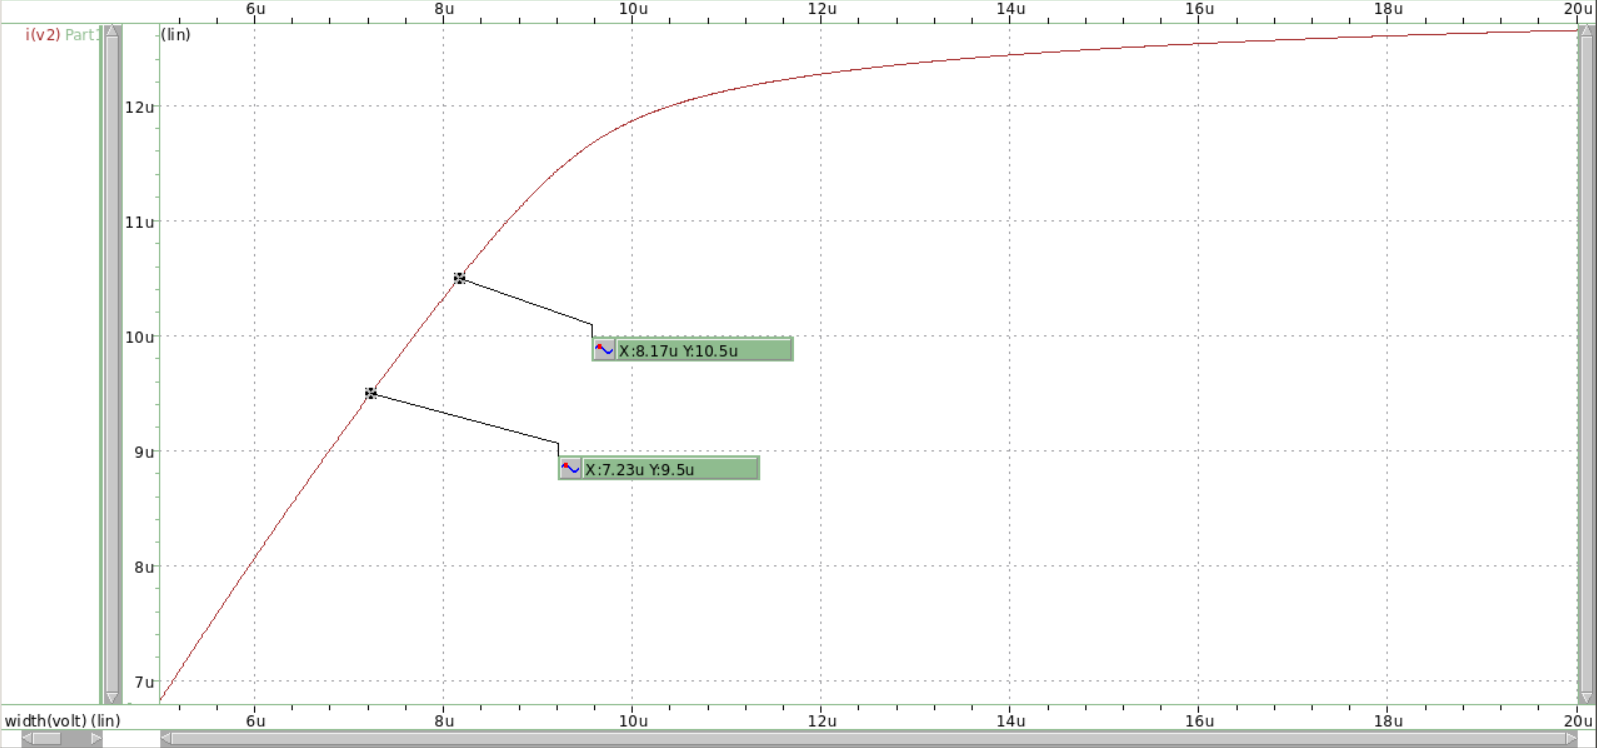 6u 8u 10u 12u 14u 16u 18u 20u
i(v2) Part1 (lin)
12u
11u
10u
X:8.17u Y:10.5u
9u
X:7.23u Y:9.5u
8u
7u
width(volt) (lin) 6u 8u 10u 12u 14u 16u 18u 20u